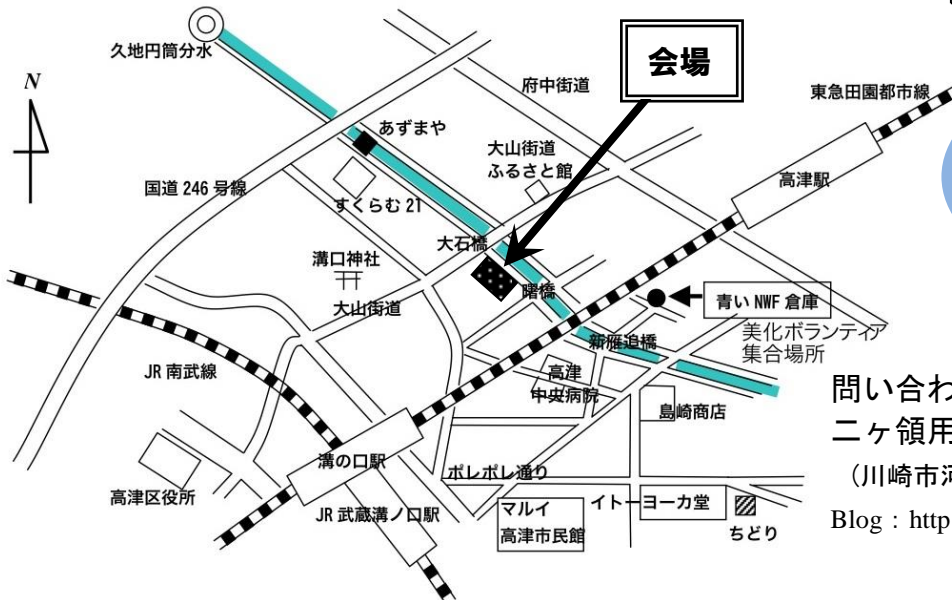 久地円筒分水
会場
府中街道
東急田園都市線
N
あずまや
大山街道
ふるさと館
高津駅
国道 246 号線
すくらむ 21
大石橋
溝口神社
曙橋
青い NWF 倉庫
大山街道
美化ボランティア
集合場所
新雁追橋
JR 南武線
高津
中央病院
島崎商店
問い合わ
二ヶ領用
（川崎市河
Blog : http
溝の口駅
ポレポレ通り
高津区役所
JR 武蔵溝ノ口駅
マルイ
高津市民館
イトーヨーカ堂
ちどり